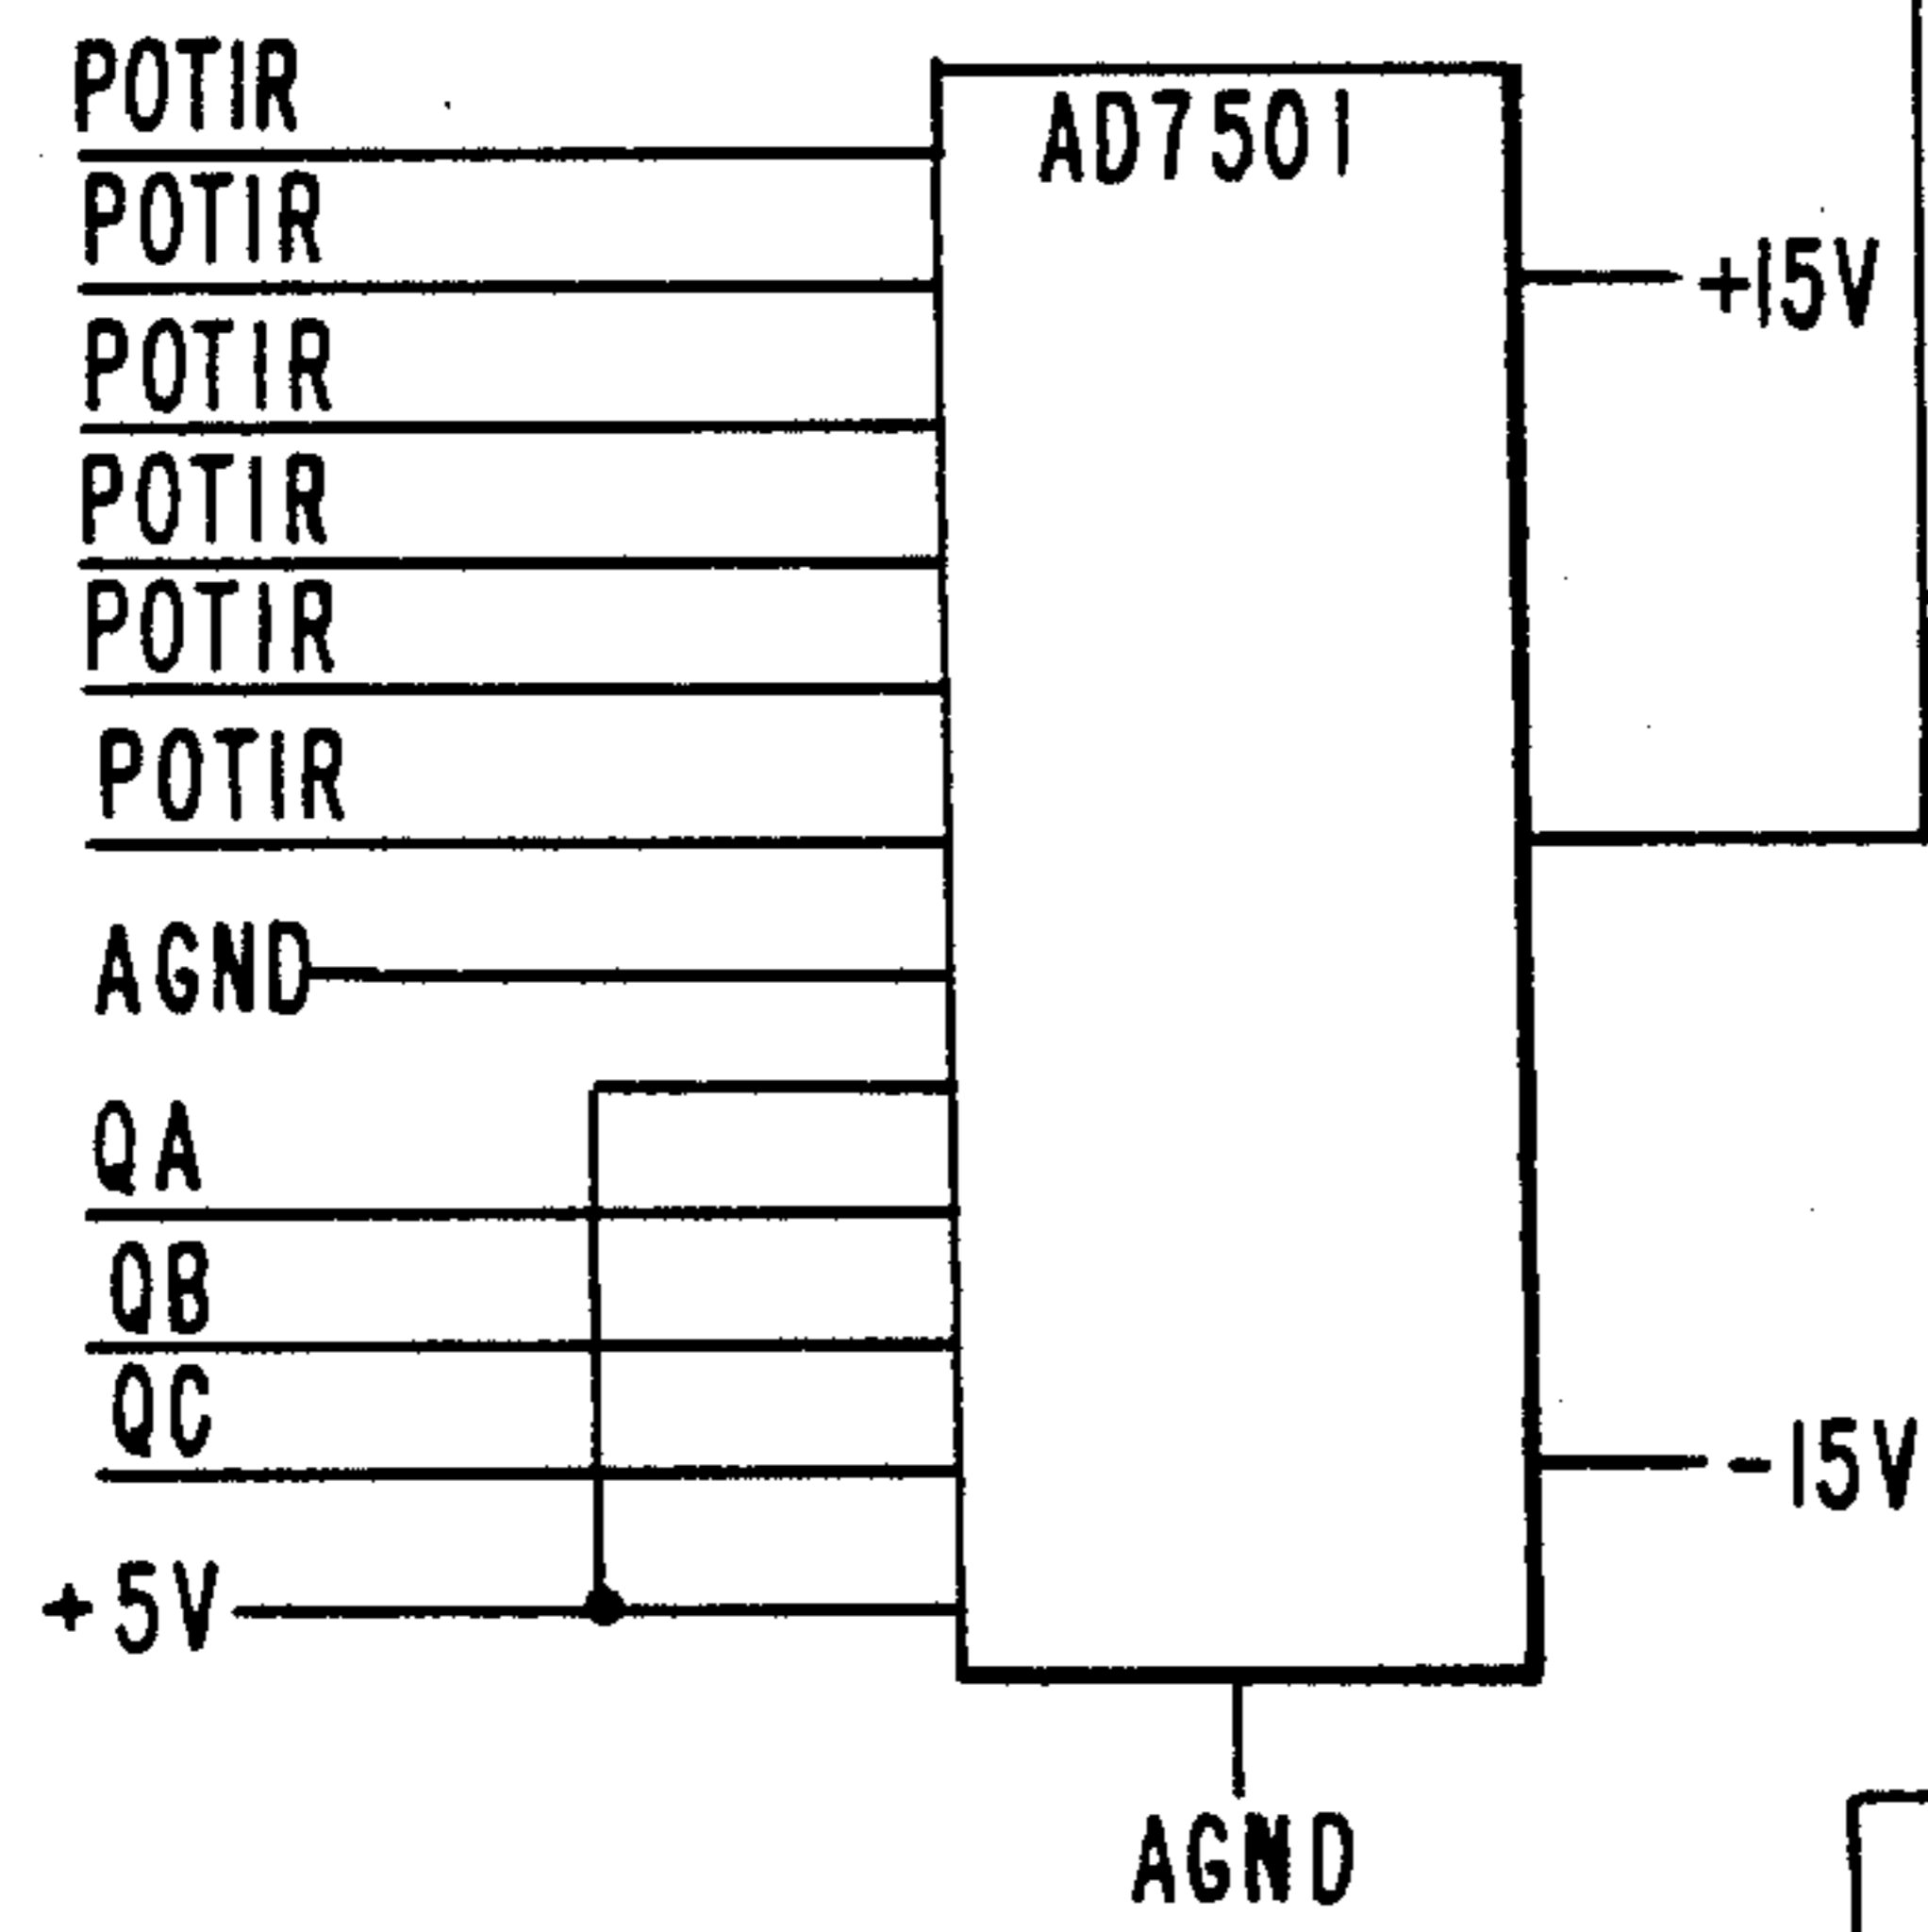 POTIR
AD7501
POTIR
+15V
POTIR
POTIR
POTIR
POTIR
AGND
QA
QB
QC
-15V
+5V
AGND